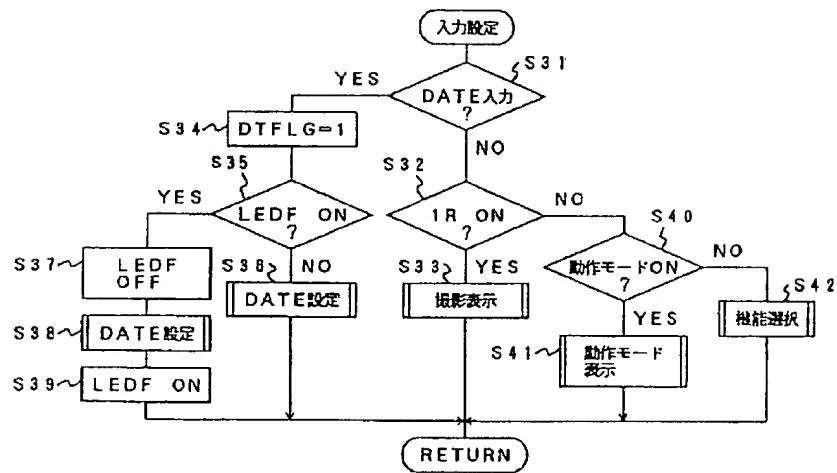 入力設定
S31
YES
DATE入力
?
S34
DTFLG=1
NO
S35
S32
YES
LEDF ON
?
1R ON
?
NO
S40
S37
LEDF
OFF
S36
NO
DATE設定
S33
YES
撮影表示
動作モードON
?
NO
S42
機能選択
S38
DATE設定
YES
S41
動作モード
表示
S39
LEDF ON
RETURN